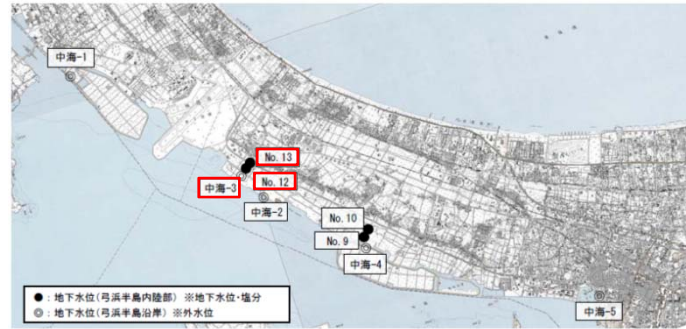 中海-1
No.13
中海-3
No.12
中海-2
No.10
No.9
中海-4
中海-5
●：地下水位(弓浜半島内陸部) ※地下水位・塩分
◎：地下水位(弓浜半島沿岸) ※外水位